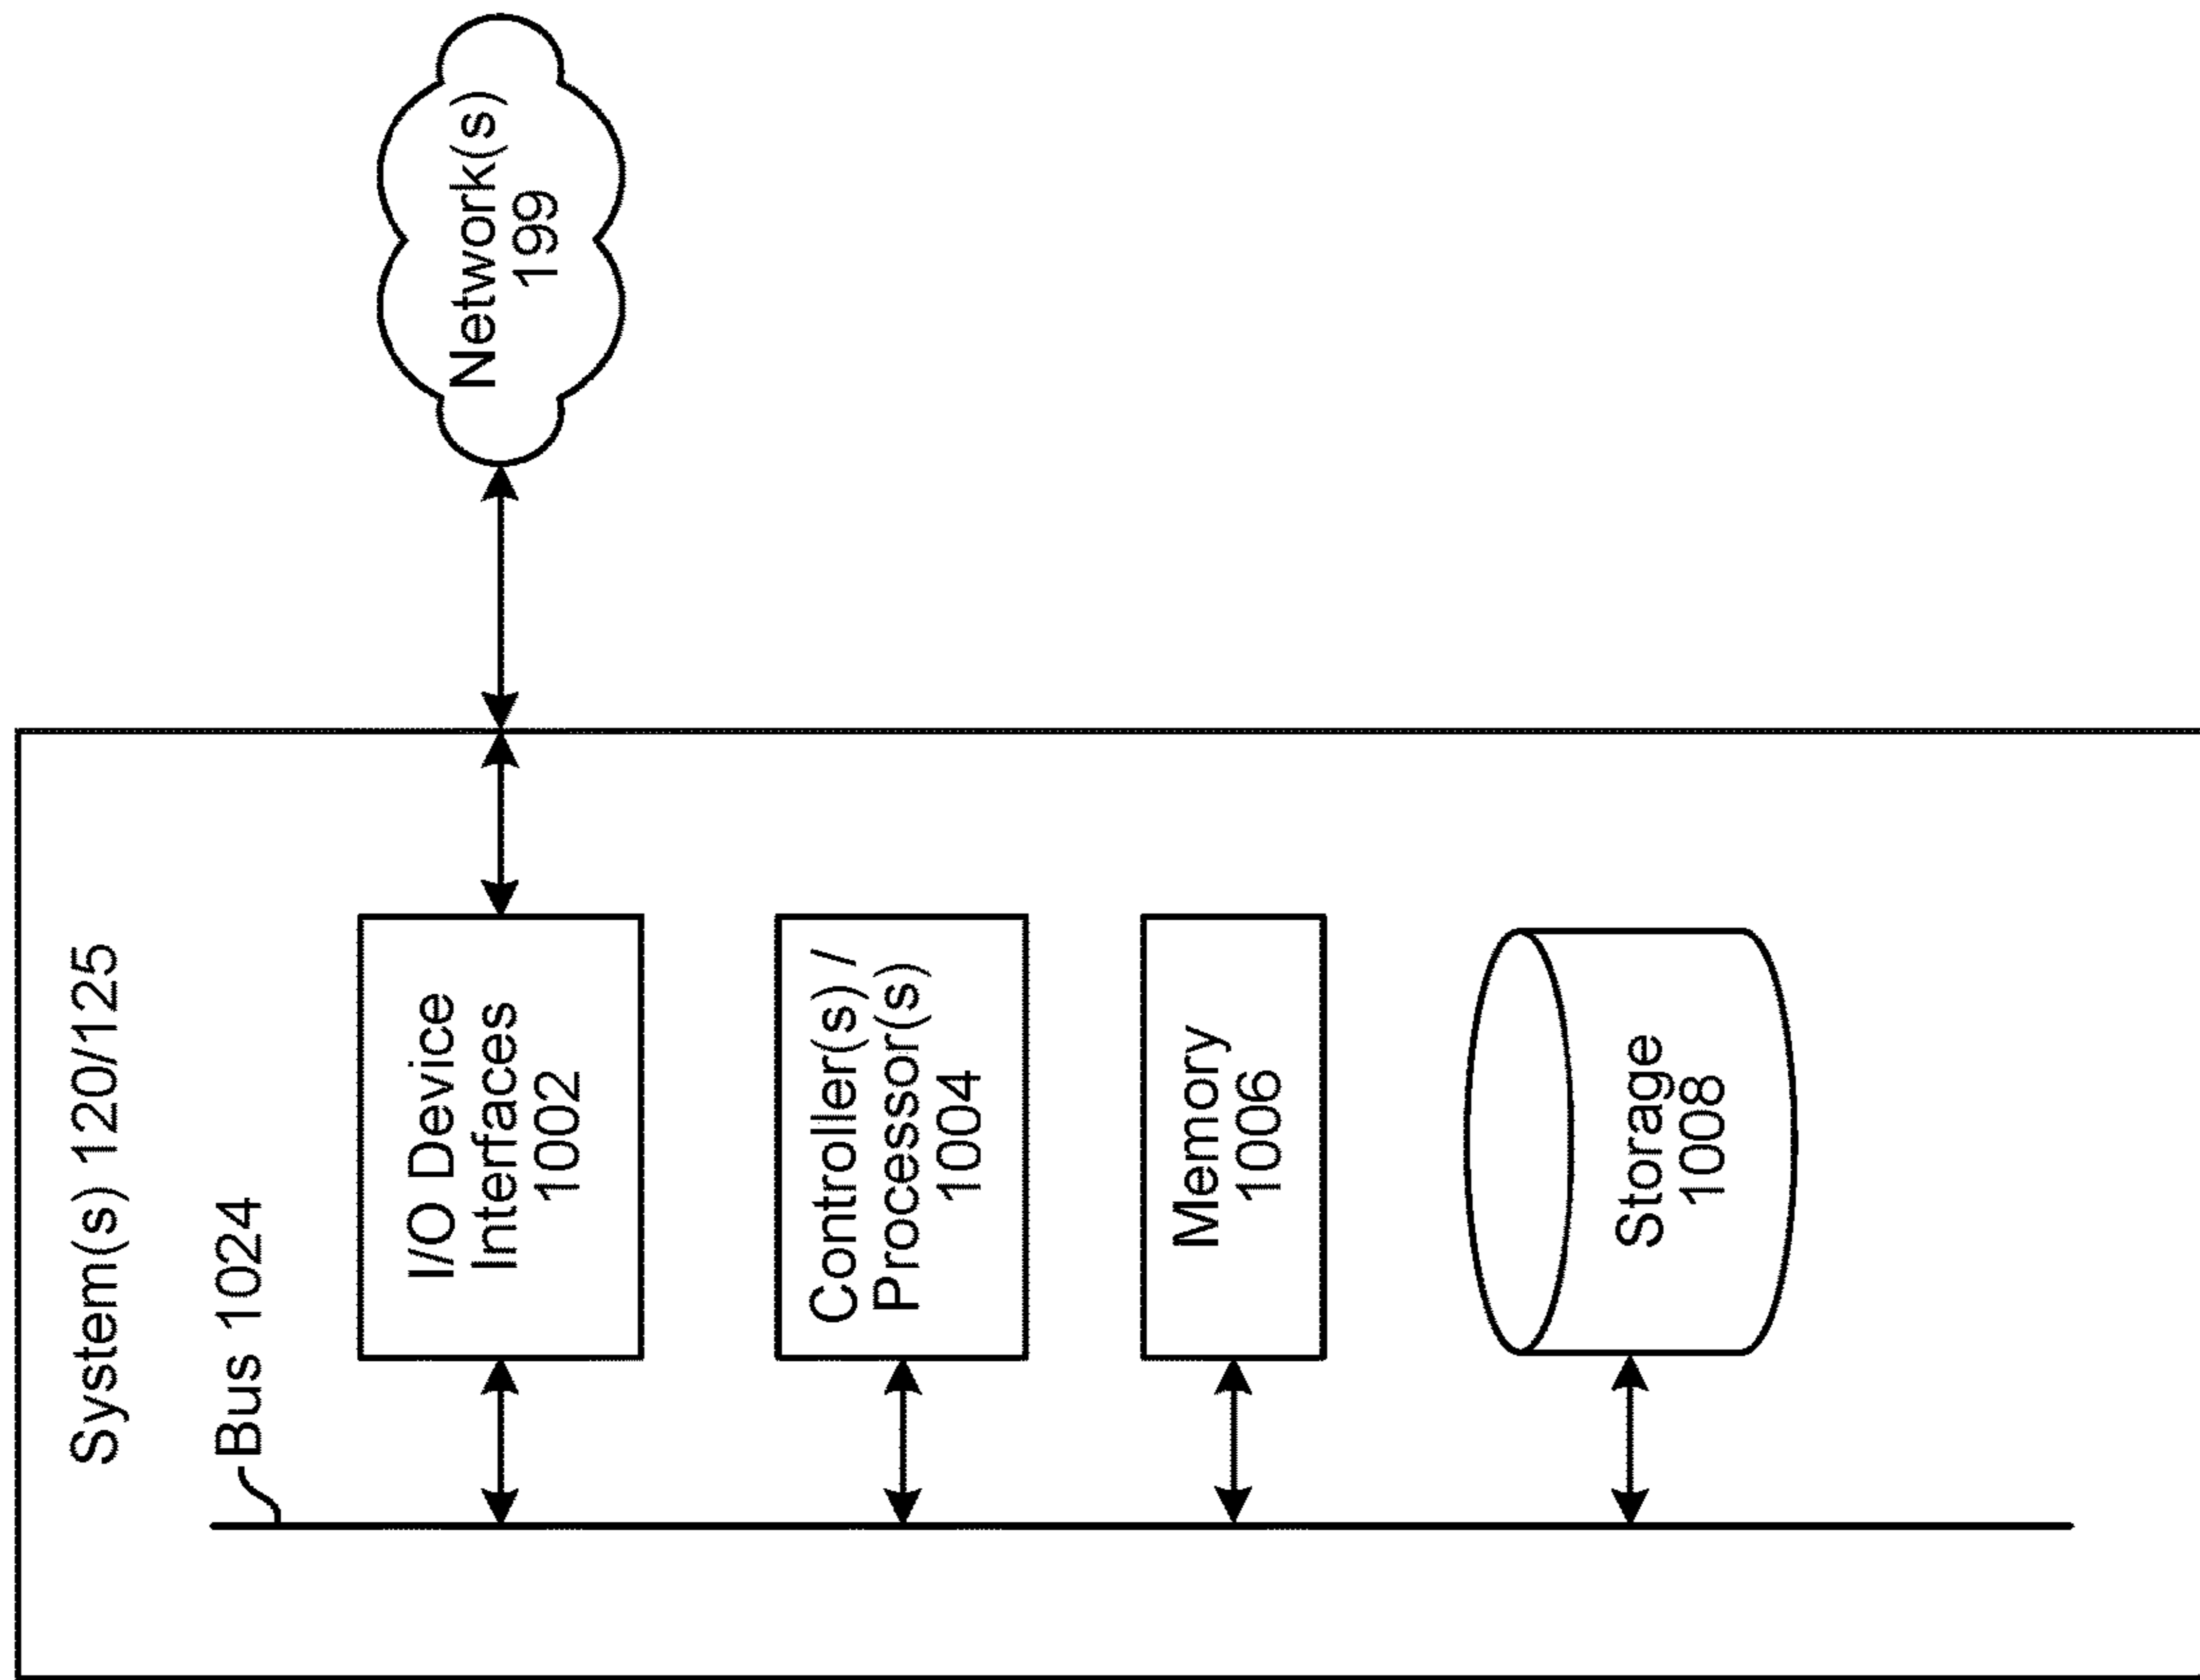 System(s) 120/125
Bus 1024
I/O Device
Interfaces
1002
Network(s)
199
Controller(s) /
Processor(s)
1004
Memory
1006
Storage
1008